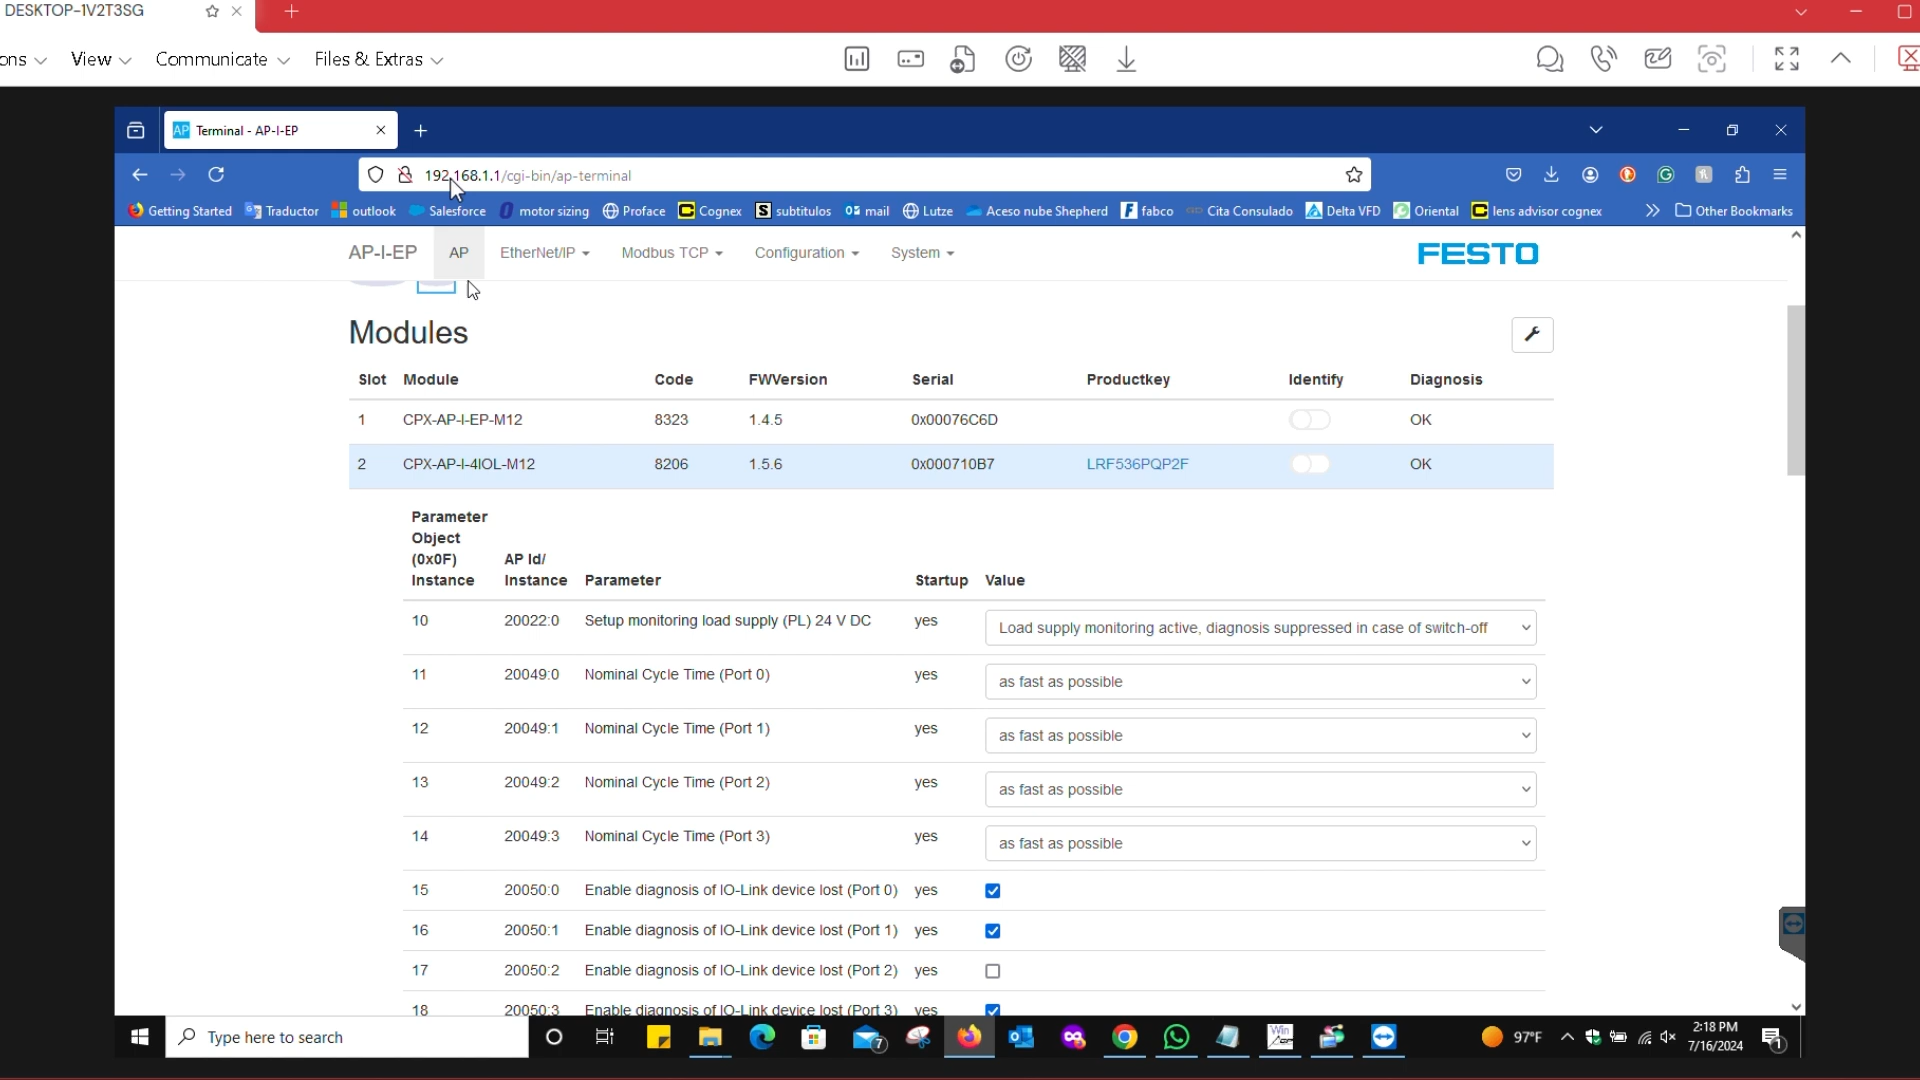 DESKTOP-1V2T3SG
ons View Communicate Files & Extras
AP Terminal - AP-I-EP
192.168.1.1/cgi-bin/ap-terminal
Getting Started Traductor outlook Salesforce motor sizing Proface Cognex subtitulos mail Lutze Aceso nube Shepherd fabco Cita Consulado Delta VFD Oriental lens advisor cognex Other Bookmarks
AP-I-EP AP EtherNet/IP Modbus TCP Configuration System FESTO
Modules
Slot Module Code FWVersion Serial Productkey Identify Diagnosis
1 CPX-AP-I-EP-M12 8323 1.4.5 0x00076C6D OK
2 CPX-AP-I-4IOL-M12 8206 1.5.6 0x000710B7 LRF536PQP2F OK
Parameter
Object
(0x0F) AP Id/
Instance Instance Parameter Startup Value
10 20022:0 Setup monitoring load supply (PL) 24 V DC yes Load supply monitoring active, diagnosis suppressed in case of switch-off
11 20049:0 Nominal Cycle Time (Port 0) yes as fast as possible
12 20049:1 Nominal Cycle Time (Port 1) yes as fast as possible
13 20049:2 Nominal Cycle Time (Port 2) yes as fast as possible
14 20049:3 Nominal Cycle Time (Port 3) yes as fast as possible
15 20050:0 Enable diagnosis of IO-Link device lost (Port 0) yes
16 20050:1 Enable diagnosis of IO-Link device lost (Port 1) yes
17 20050:2 Enable diagnosis of IO-Link device lost (Port 2) yes
18 20050:3 Enable diagnosis of IO-Link device lost (Port 3) yes
Type here to search 7 Win 97°F 2:18 PM
7/16/2024 1